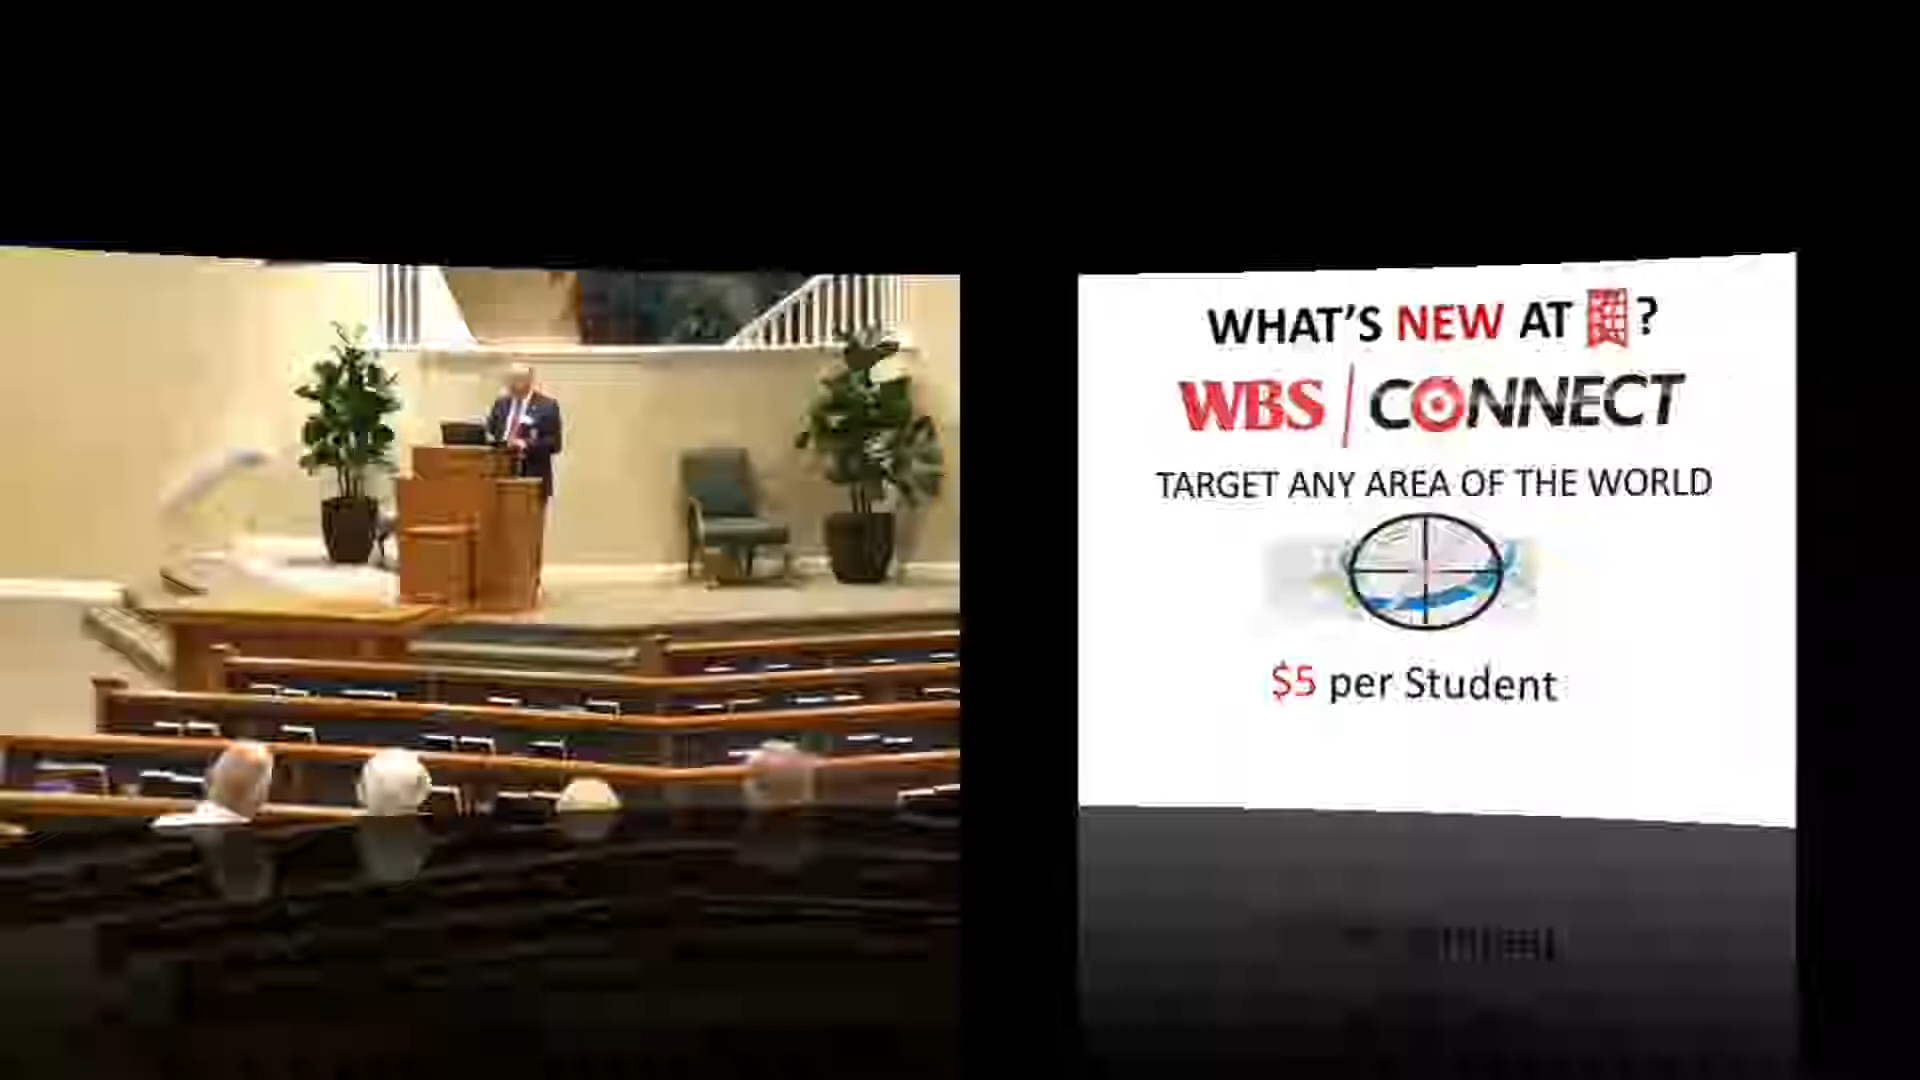 WHAT'S NEW AT ?
WBS | CONNECT
TARGET ANY AREA OF THE WORLD
$5 per Student